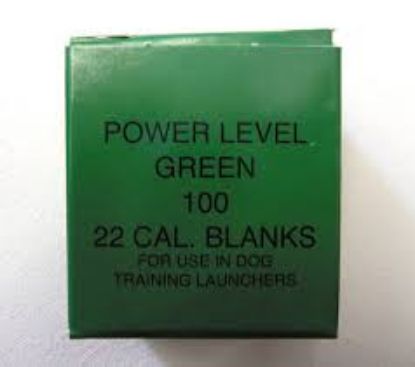 POWER LEVEL
GREEN
100
22 CAL. BLANKS
FOR USE IN DOG
TRAINING LAUNCHERS